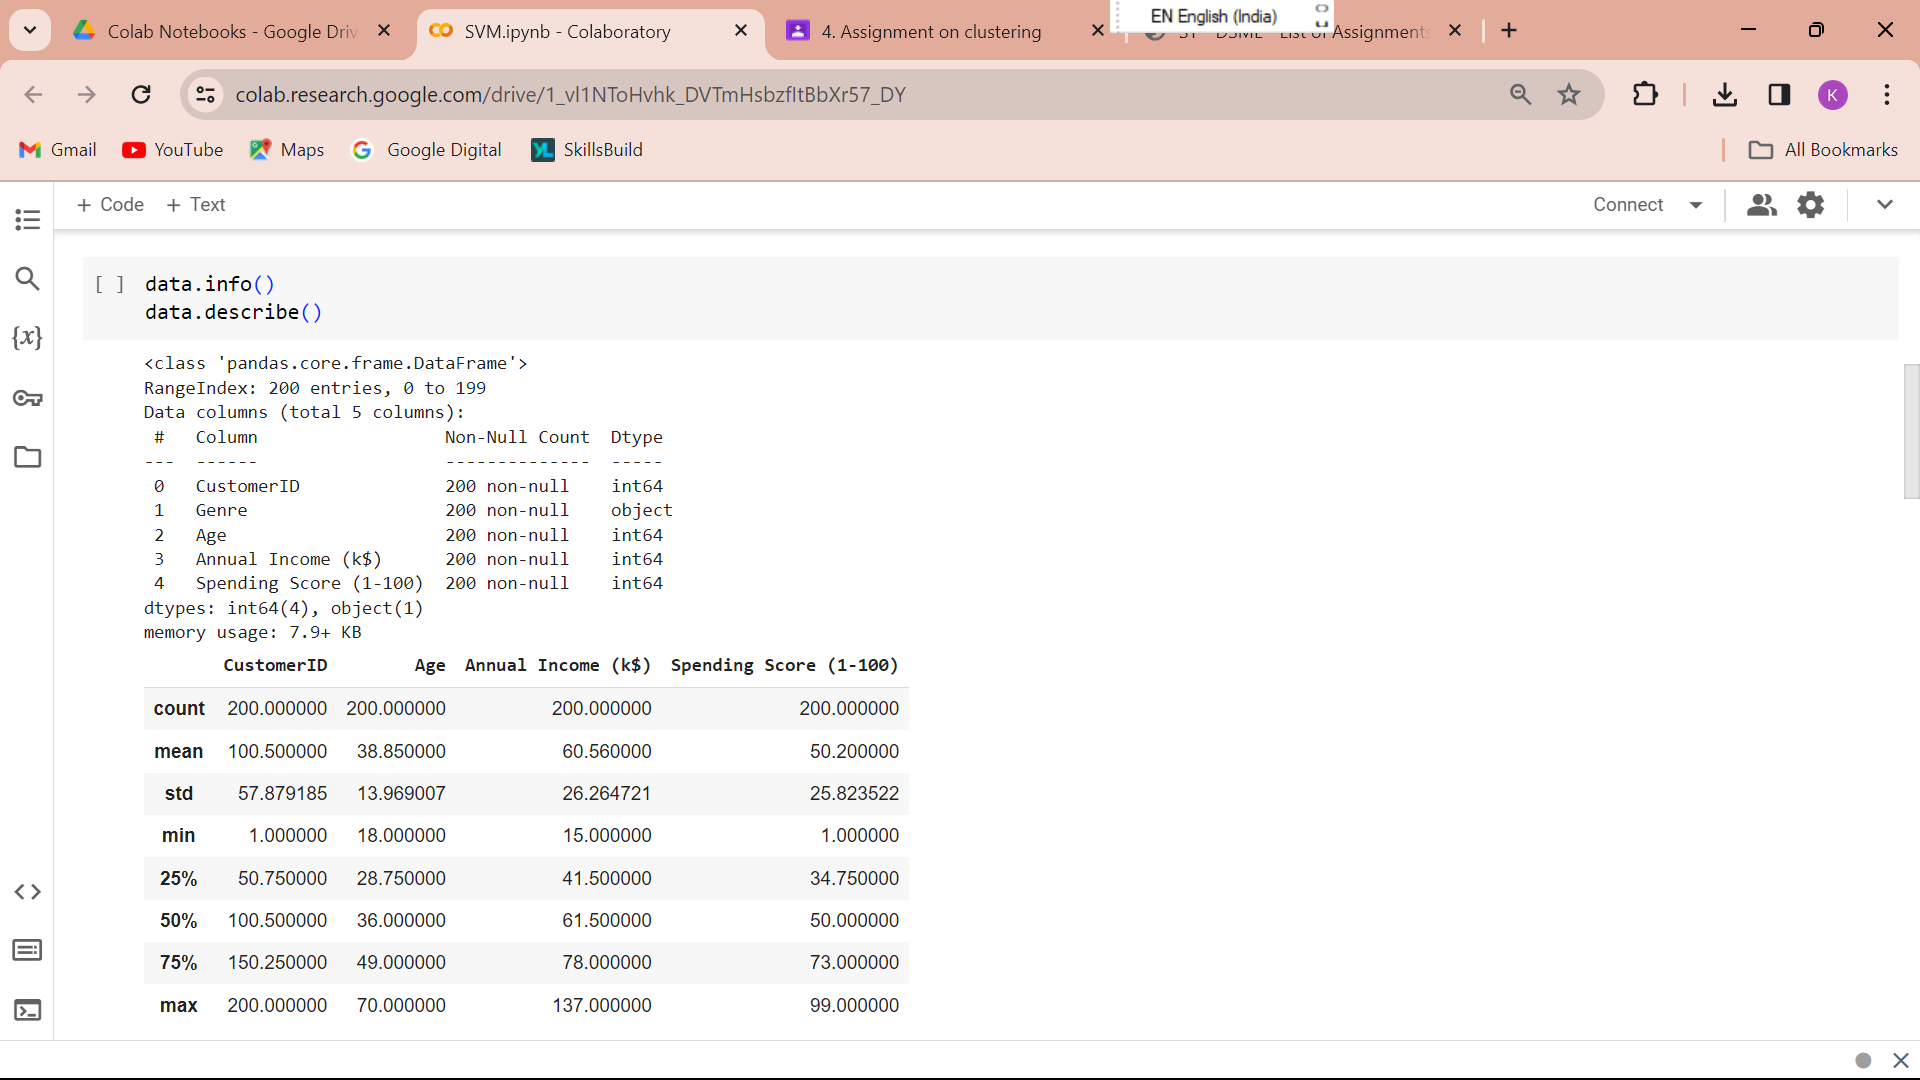 Colab Notebooks - Google Driv
SVM.ipynb - Colaboratory
4. Assignment on clustering
EN English (India)
Assignment
colab.research.google.com/drive/1_vl1NToHvhk_DVTmHsbzfItBbXr57_DY
K
Gmail
YouTube
Maps
Google Digital
SkillsBuild
All Bookmarks
+ Code + Text
Connect
[ ] data.info()
data.describe()
<class 'pandas.core.frame.DataFrame'>
RangeIndex: 200 entries, 0 to 199
Data columns (total 5 columns):
# Column Non-Null Count Dtype
--- ------ -------------- -----
0 CustomerID 200 non-null int64
1 Genre 200 non-null object
2 Age 200 non-null int64
3 Annual Income (k$) 200 non-null int64
4 Spending Score (1-100) 200 non-null int64
dtypes: int64(4), object(1)
memory usage: 7.9+ KB
CustomerID Age Annual Income (k$) Spending Score (1-100)
count 200.000000 200.000000 200.000000 200.000000
mean 100.500000 38.850000 60.560000 50.200000
std 57.879185 13.969007 26.264721 25.823522
min 1.000000 18.000000 15.000000 1.000000
25% 50.750000 28.750000 41.500000 34.750000
50% 100.500000 36.000000 61.500000 50.000000
75% 150.250000 49.000000 78.000000 73.000000
max 200.000000 70.000000 137.000000 99.000000